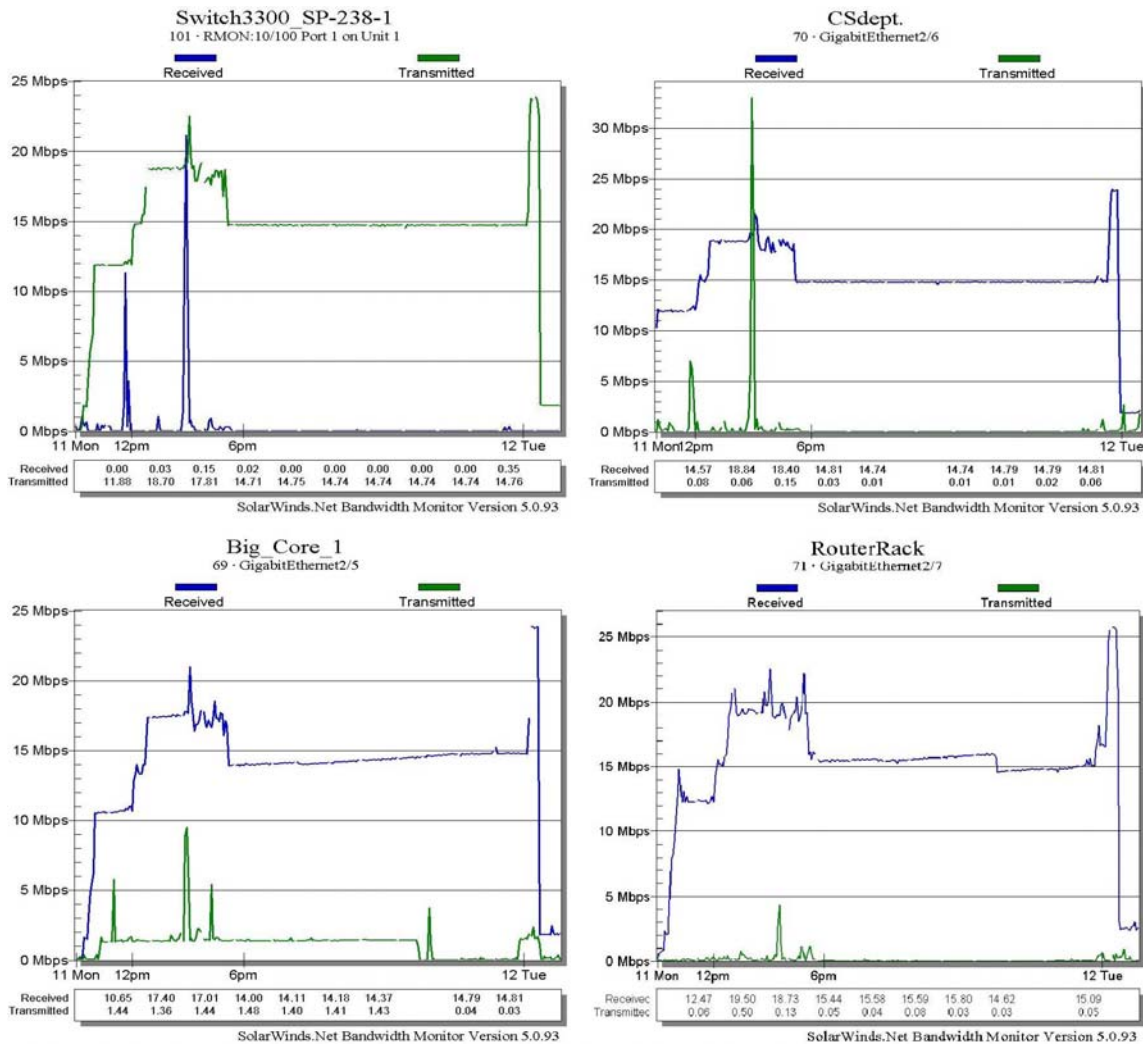 Switch3300_SP-238-1
101 · RMON:10/100 Port 1 on Unit 1
Received
Transmitted
25 Mbps
20 Mbps
15 Mbps
10 Mbps
5 Mbps
0 Mbps
11 Mon 12pm 6pm 12 Tue
Received 0.00 0.03 0.15 0.02 0.00 0.00 0.00 0.00 0.00 0.35
Transmitted 11.88 18.70 17.81 14.71 14.75 14.74 14.74 14.74 14.74 14.76
SolarWinds.Net Bandwidth Monitor Version 5.0.93
CSdept.
70 · GigabitEthernet2/6
Received
Transmitted
30 Mbps
25 Mbps
20 Mbps
15 Mbps
10 Mbps
5 Mbps
0 Mbps
11 Mon 12pm 6pm 12 Tue
Received 14.57 18.84 18.40 14.81 14.74 14.74 14.79 14.79 14.81
Transmitted 0.08 0.06 0.15 0.03 0.01 0.01 0.01 0.02 0.06
SolarWinds.Net Bandwidth Monitor Version 5.0.93
Big_Core_1
69 · GigabitEthernet2/5
Received
Transmitted
25 Mbps
20 Mbps
15 Mbps
10 Mbps
5 Mbps
0 Mbps
11 Mon 12pm 6pm 12 Tue
Received 10.65 17.40 17.01 14.00 14.11 14.18 14.37 14.79 14.81
Transmitted 1.44 1.36 1.44 1.48 1.40 1.41 1.43 0.04 0.03
SolarWinds.Net Bandwidth Monitor Version 5.0.93
RouterRack
71 · GigabitEthernet2/7
Received
Transmitted
25 Mbps
20 Mbps
15 Mbps
10 Mbps
5 Mbps
0 Mbps
11 Mon 12pm 6pm 12 Tue
Received 12.47 19.50 18.73 15.44 15.58 15.59 15.80 14.62 15.09
Transmitted 0.06 0.50 0.13 0.05 0.04 0.08 0.03 0.03 0.05
SolarWinds.Net Bandwidth Monitor Version 5.0.93